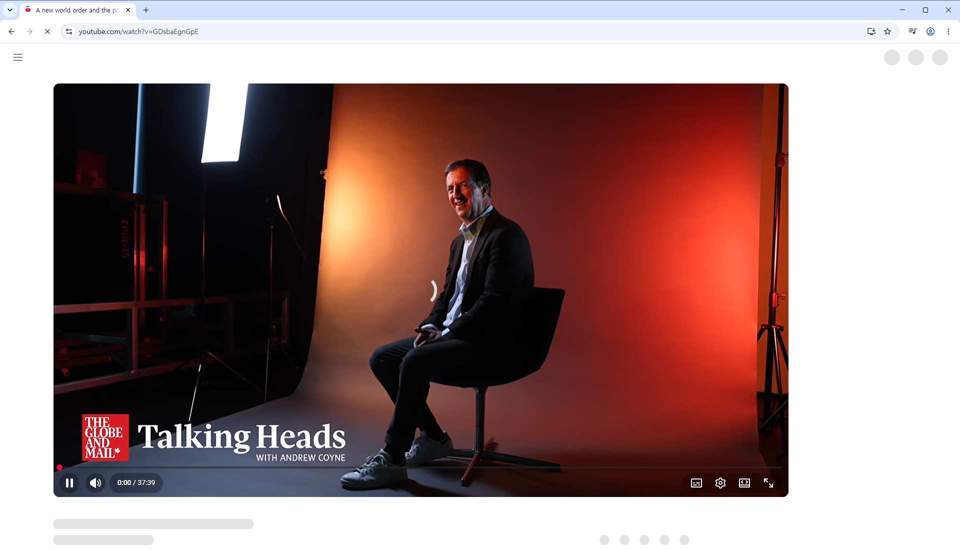 A new world order and the po
youtube.com/watch?v=GDsbaEgnGpE
THE
GLOBE
AND
MAIL
Talking Heads
WITH ANDREW COYNE
0:00 / 37:39